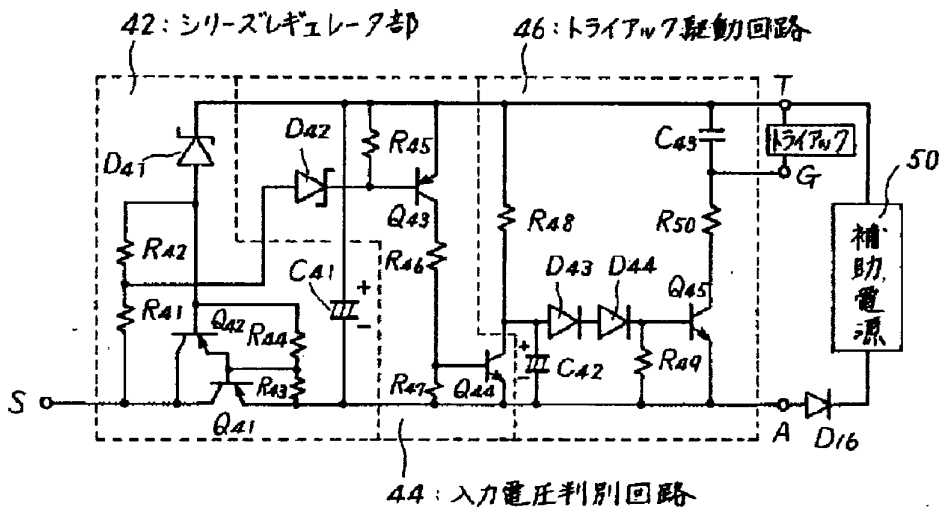 42:シリーズレギュレータ部
46:トライアック駆動回路
T
D42
R45
C43
トライアック
50
D41
G
Q43
R48
R50
補助電源
R42
R46
D43
D44
C41
+
Q45
R41
Q42
-
R44
+
R49
C42
-
S
R43
R47
Q44
Q41
A
D16
44:入力電圧判別回路